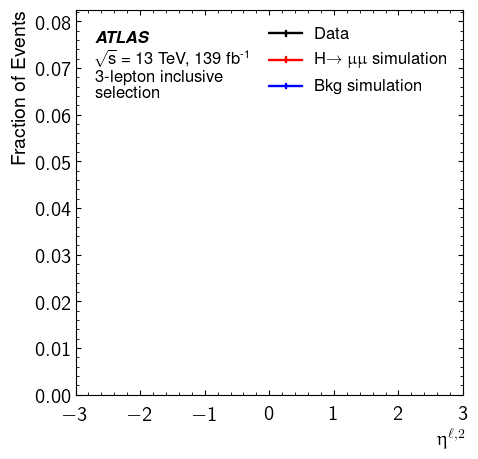 Fraction of Events
0.08
0.07
0.06
0.05
0.04
0.03
0.02
0.01
0.00
ATLAS
√s = 13 TeV, 139 fb⁻¹
3-lepton inclusive
selection
Data
H→ μμ simulation
Bkg simulation
−3 −2 −1 0 1 2 3
η^ℓ,2